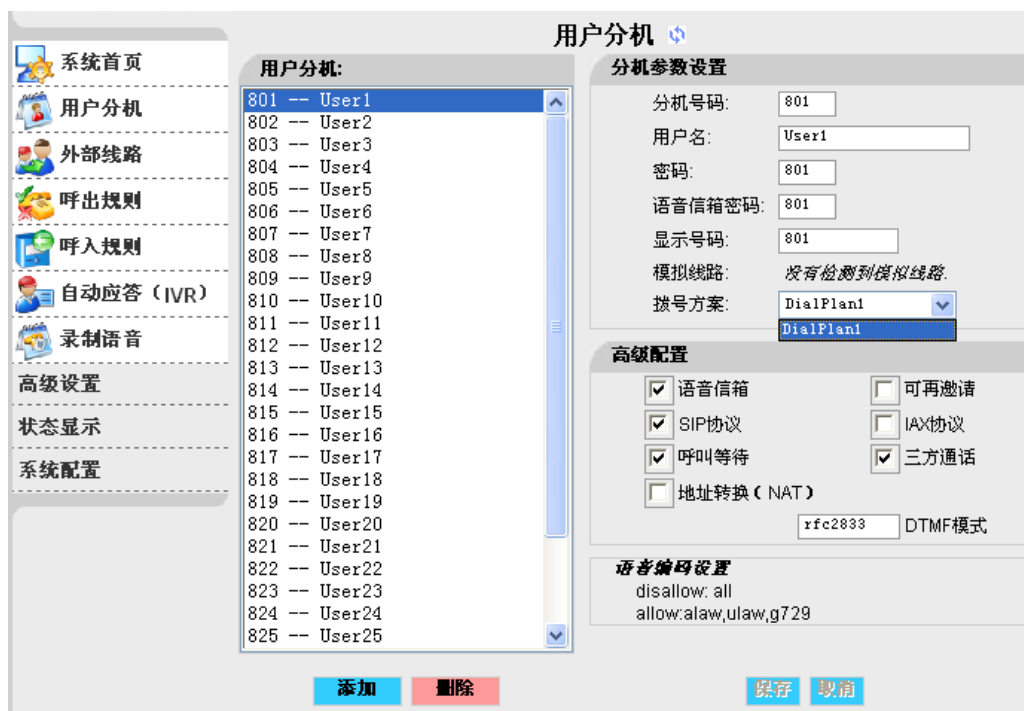 用户分机
系统首页
用户分机
外部线路
呼出规则
呼入规则
自动应答（IVR）
录制语音
高级设置
状态显示
系统配置
用户分机:
801 -- User1
802 -- User2
803 -- User3
804 -- User4
805 -- User5
806 -- User6
807 -- User7
808 -- User8
809 -- User9
810 -- User10
811 -- User11
812 -- User12
813 -- User13
814 -- User14
815 -- User15
816 -- User16
817 -- User17
818 -- User18
819 -- User19
820 -- User20
821 -- User21
822 -- User22
823 -- User23
824 -- User24
825 -- User25
添加 删除
分机参数设置
分机号码: 801
用户名: User1
密码: 801
语音信箱密码: 801
显示号码: 801
模拟线路: 没有检测到模拟线路.
拨号方案: DialPlan1
DialPlan1
高级配置
语音信箱 可再邀请
SIP协议 IAX协议
呼叫等待 三方通话
地址转换（NAT）
rfc2833 DTMF模式
语音编码设置
disallow: all
allow:alaw,ulaw,g729
保存 取消